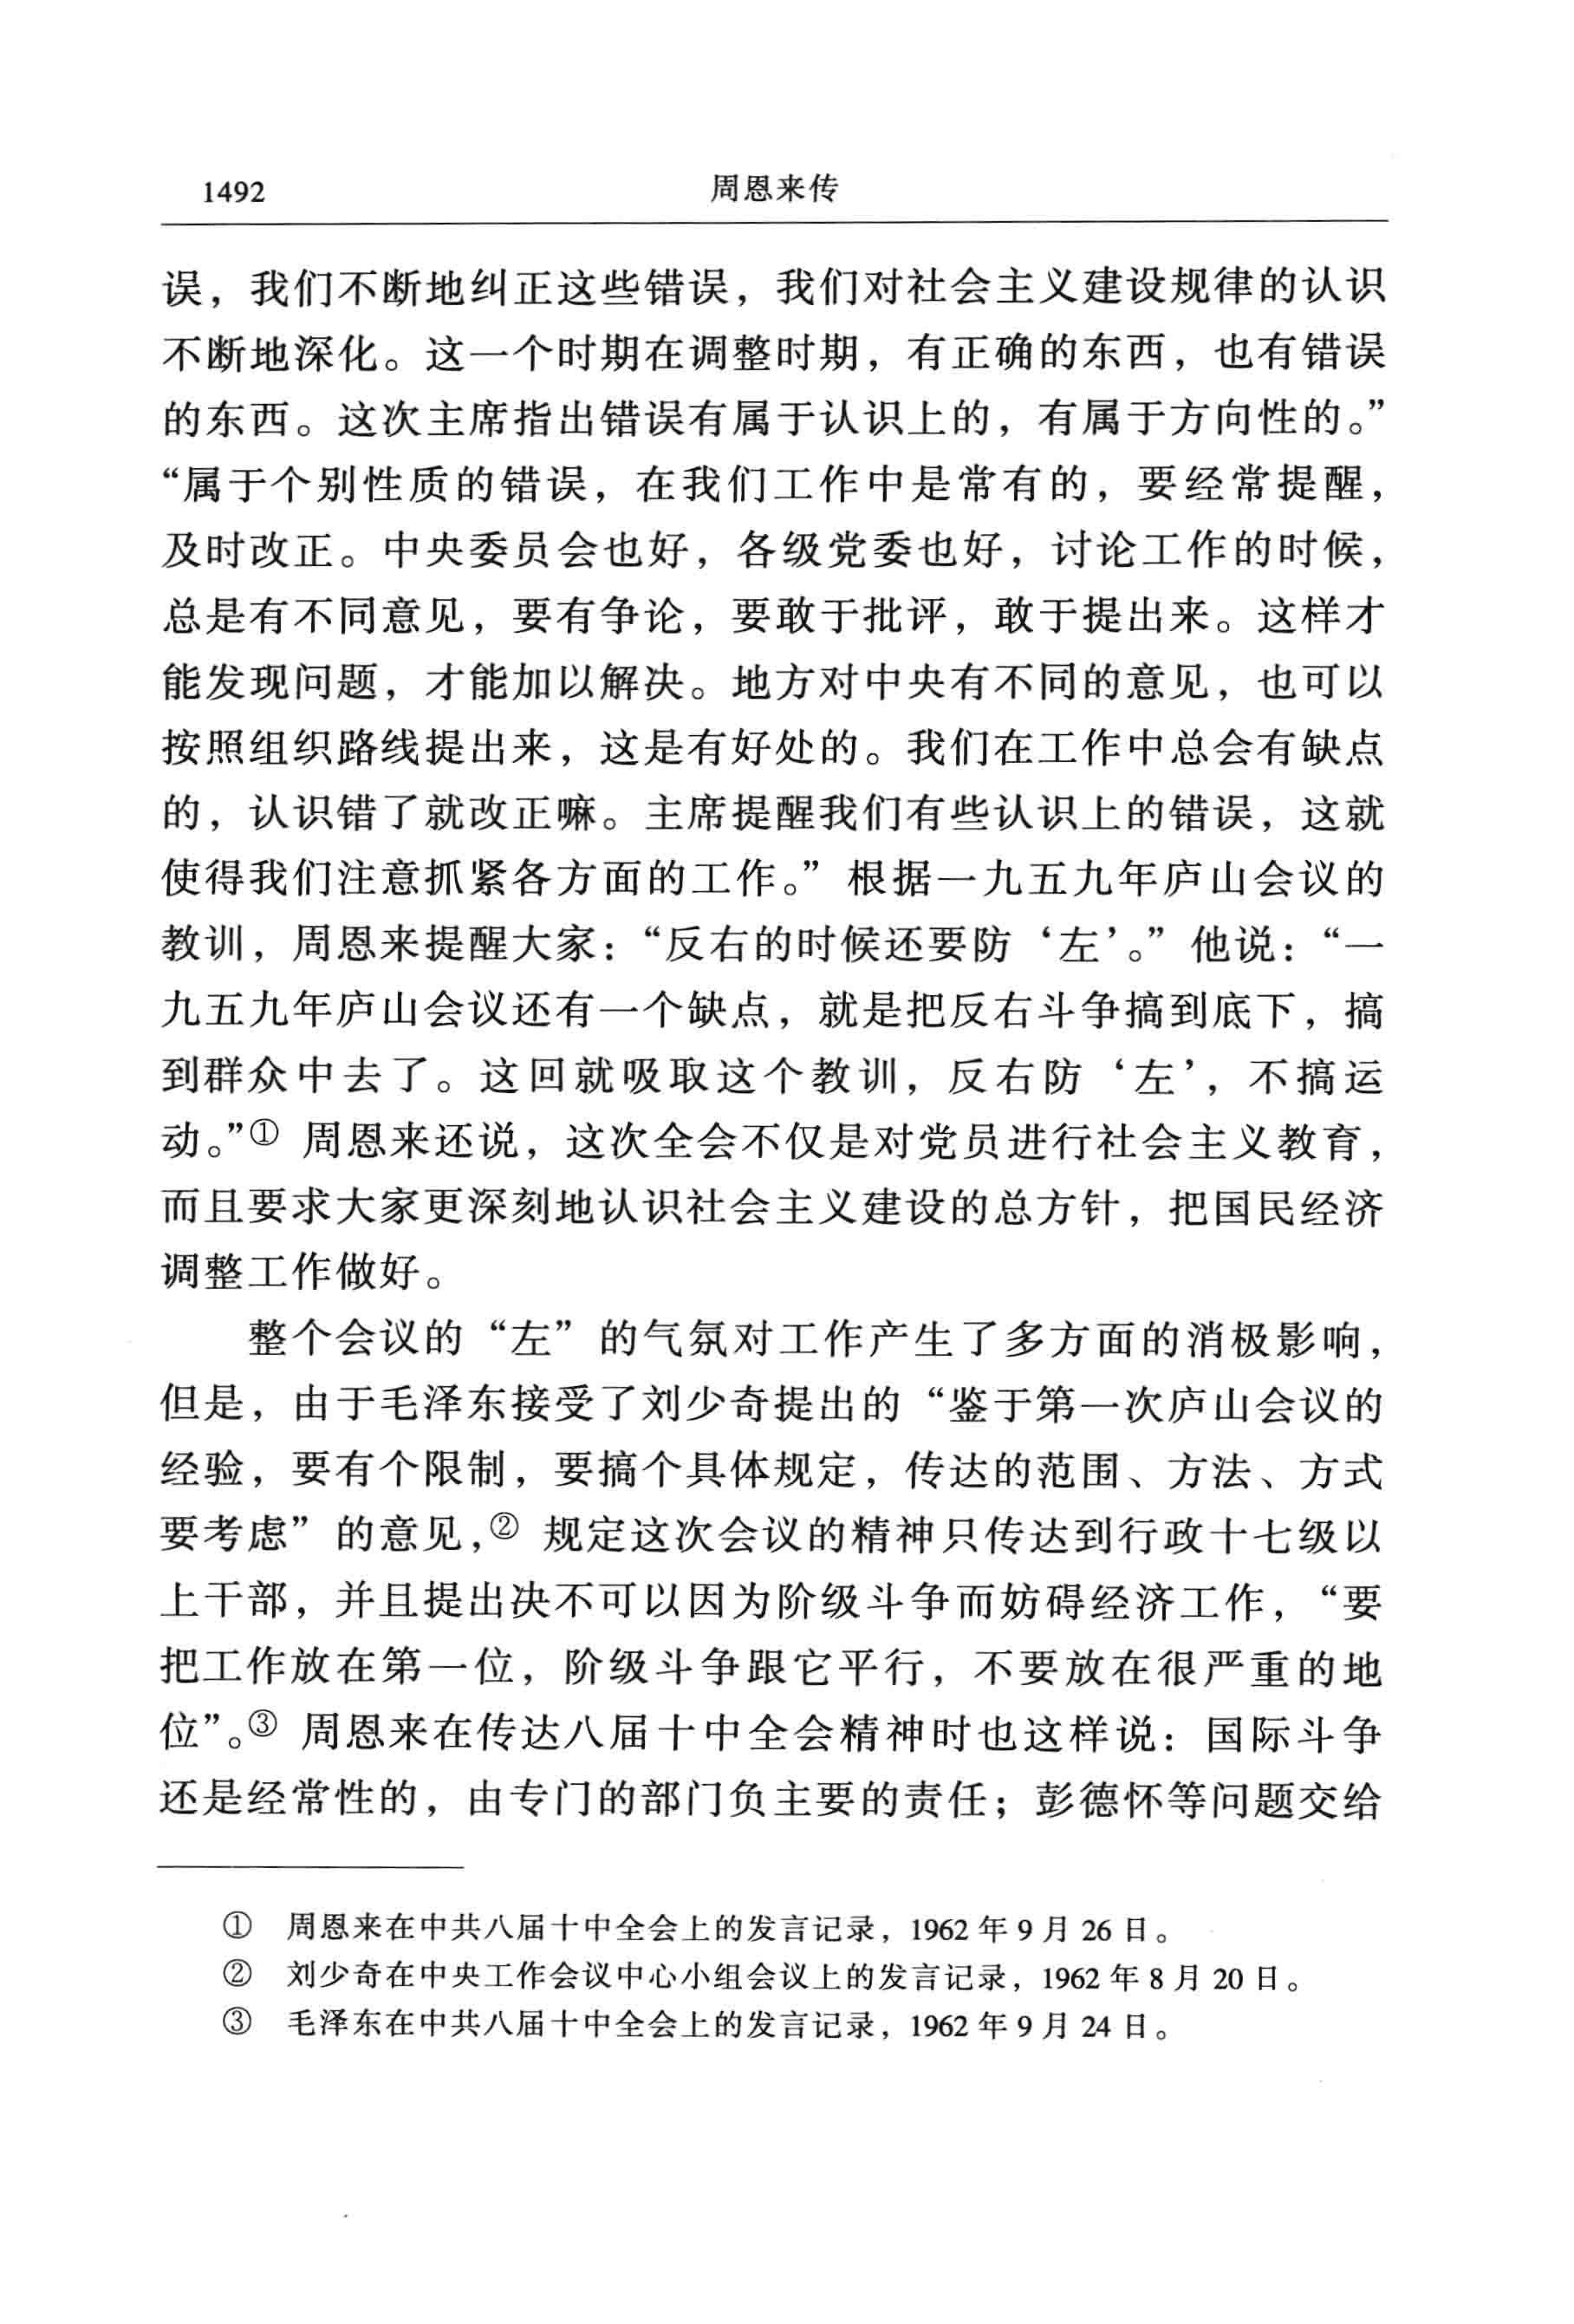 1492
周恩来传
误，我们不断地纠正这些错误，我们对社会主义建设规律的认识
不断地深化。这一个时期在调整时期，有正确的东西，也有错误
的东西。这次主席指出错误有属于认识上的，有属于方向性的。”
“属于个别性质的错误，在我们工作中是常有的，要经常提醒，
及时改正。中央委员会也好，各级党委也好，讨论工作的时候，
总是有不同意见，要有争论，要敢于批评，敢于提出来。这样才
能发现问题，才能加以解决。地方对中央有不同的意见，也可以
按照组织路线提出来，这是有好处的。我们在工作中总会有缺点
的，认识错了就改正嘛。主席提醒我们有些认识上的错误，这就
使得我们注意抓紧各方面的工作。”根据一九五九年庐山会议的
教训，周恩来提醒大家：“反右的时候还要防‘左’。”他说：“一
九五九年庐山会议还有一个缺点，就是把反右斗争搞到底下，搞
到群众中去了。这回就吸取这个教训，反右防‘左’，不搞运
动。”① 周恩来还说，这次全会不仅是对党员进行社会主义教育，
而且要求大家更深刻地认识社会主义建设的总方针，把国民经济
调整工作做好。
整个会议的“左”的气氛对工作产生了多方面的消极影响，
但是，由于毛泽东接受了刘少奇提出的“鉴于第一次庐山会议的
经验，要有个限制，要搞个具体规定，传达的范围、方法、方式
要考虑”的意见，② 规定这次会议的精神只传达到行政十七级以
上干部，并且提出决不可以因为阶级斗争而妨碍经济工作，“要
把工作放在第一位，阶级斗争跟它平行，不要放在很严重的地
位”。③ 周恩来在传达八届十中全会精神时也这样说：国际斗争
还是经常性的，由专门的部门负主要的责任；彭德怀等问题交给
① 周恩来在中共八届十中全会上的发言记录，1962 年 9 月 26 日。
② 刘少奇在中央工作会议中心小组会议上的发言记录，1962 年 8 月 20 日。
③ 毛泽东在中共八届十中全会上的发言记录，1962 年 9 月 24 日。